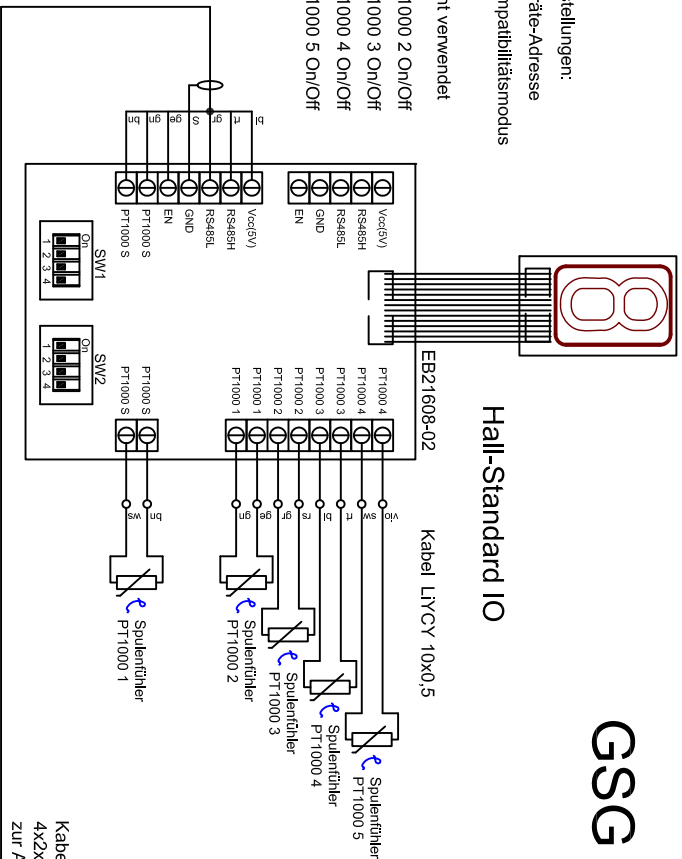 GSG
Hall-Standard IO
stellungen:
räte-Adresse
mpatibilitätsmodus
ht verwendet
1000 2 On/Off
1000 3 On/Off
1000 4 On/Off
1000 5 On/Off
EB21608-02
Kabel LiYCY 10x0,5
bl
rt
gr
S
ge
gn
bn
Vcc(5V)
RS485H
RS485L
GND
EN
Vcc(5V)
RS485H
RS485L
GND
EN
PT1000 S
PT1000 S
PT1000 4
PT1000 4
PT1000 3
PT1000 3
PT1000 2
PT1000 2
PT1000 1
PT1000 1
PT1000 S
PT1000 S
vio
sw
rt
bl
rs
gr
ge
gn
bn
ws
Spulenfühler
PT1000 5
Spulenfühler
PT1000 4
Spulenfühler
PT1000 3
Spulenfühler
PT1000 2
Spulenfühler
PT1000 1
SW1
On
1 2 3 4
SW2
On
1 2 3 4
Kabe
4x2x
zur A